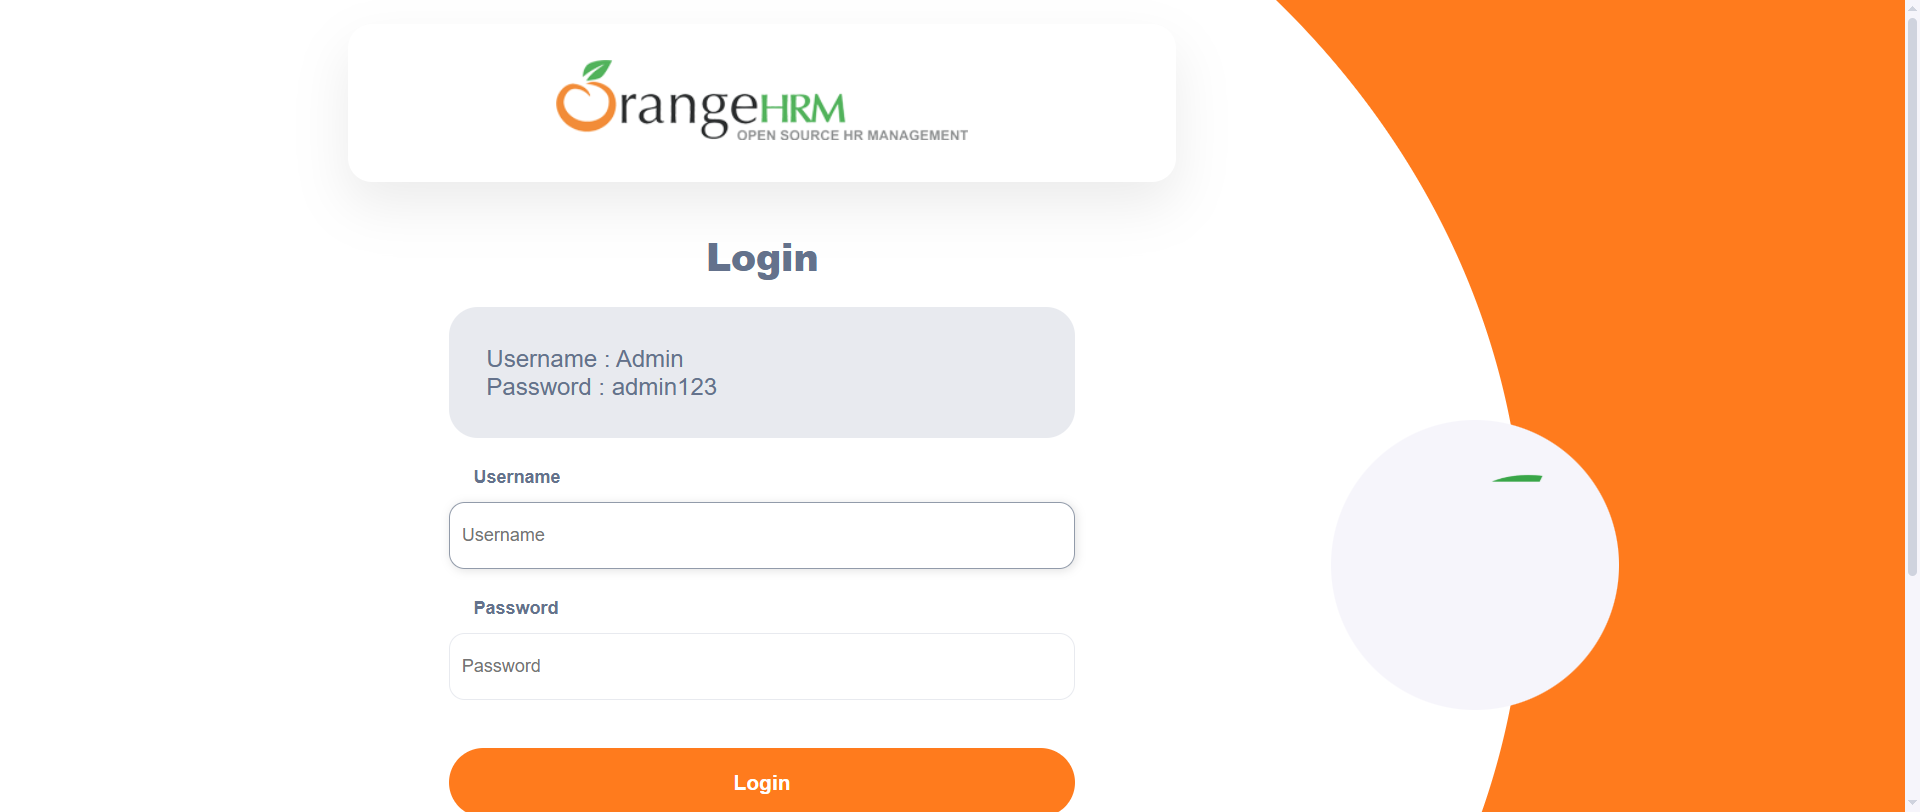 OrangeHRM
OPEN SOURCE HR MANAGEMENT
Login
Username : Admin
Password : admin123
Username
Username
Password
Password
Login